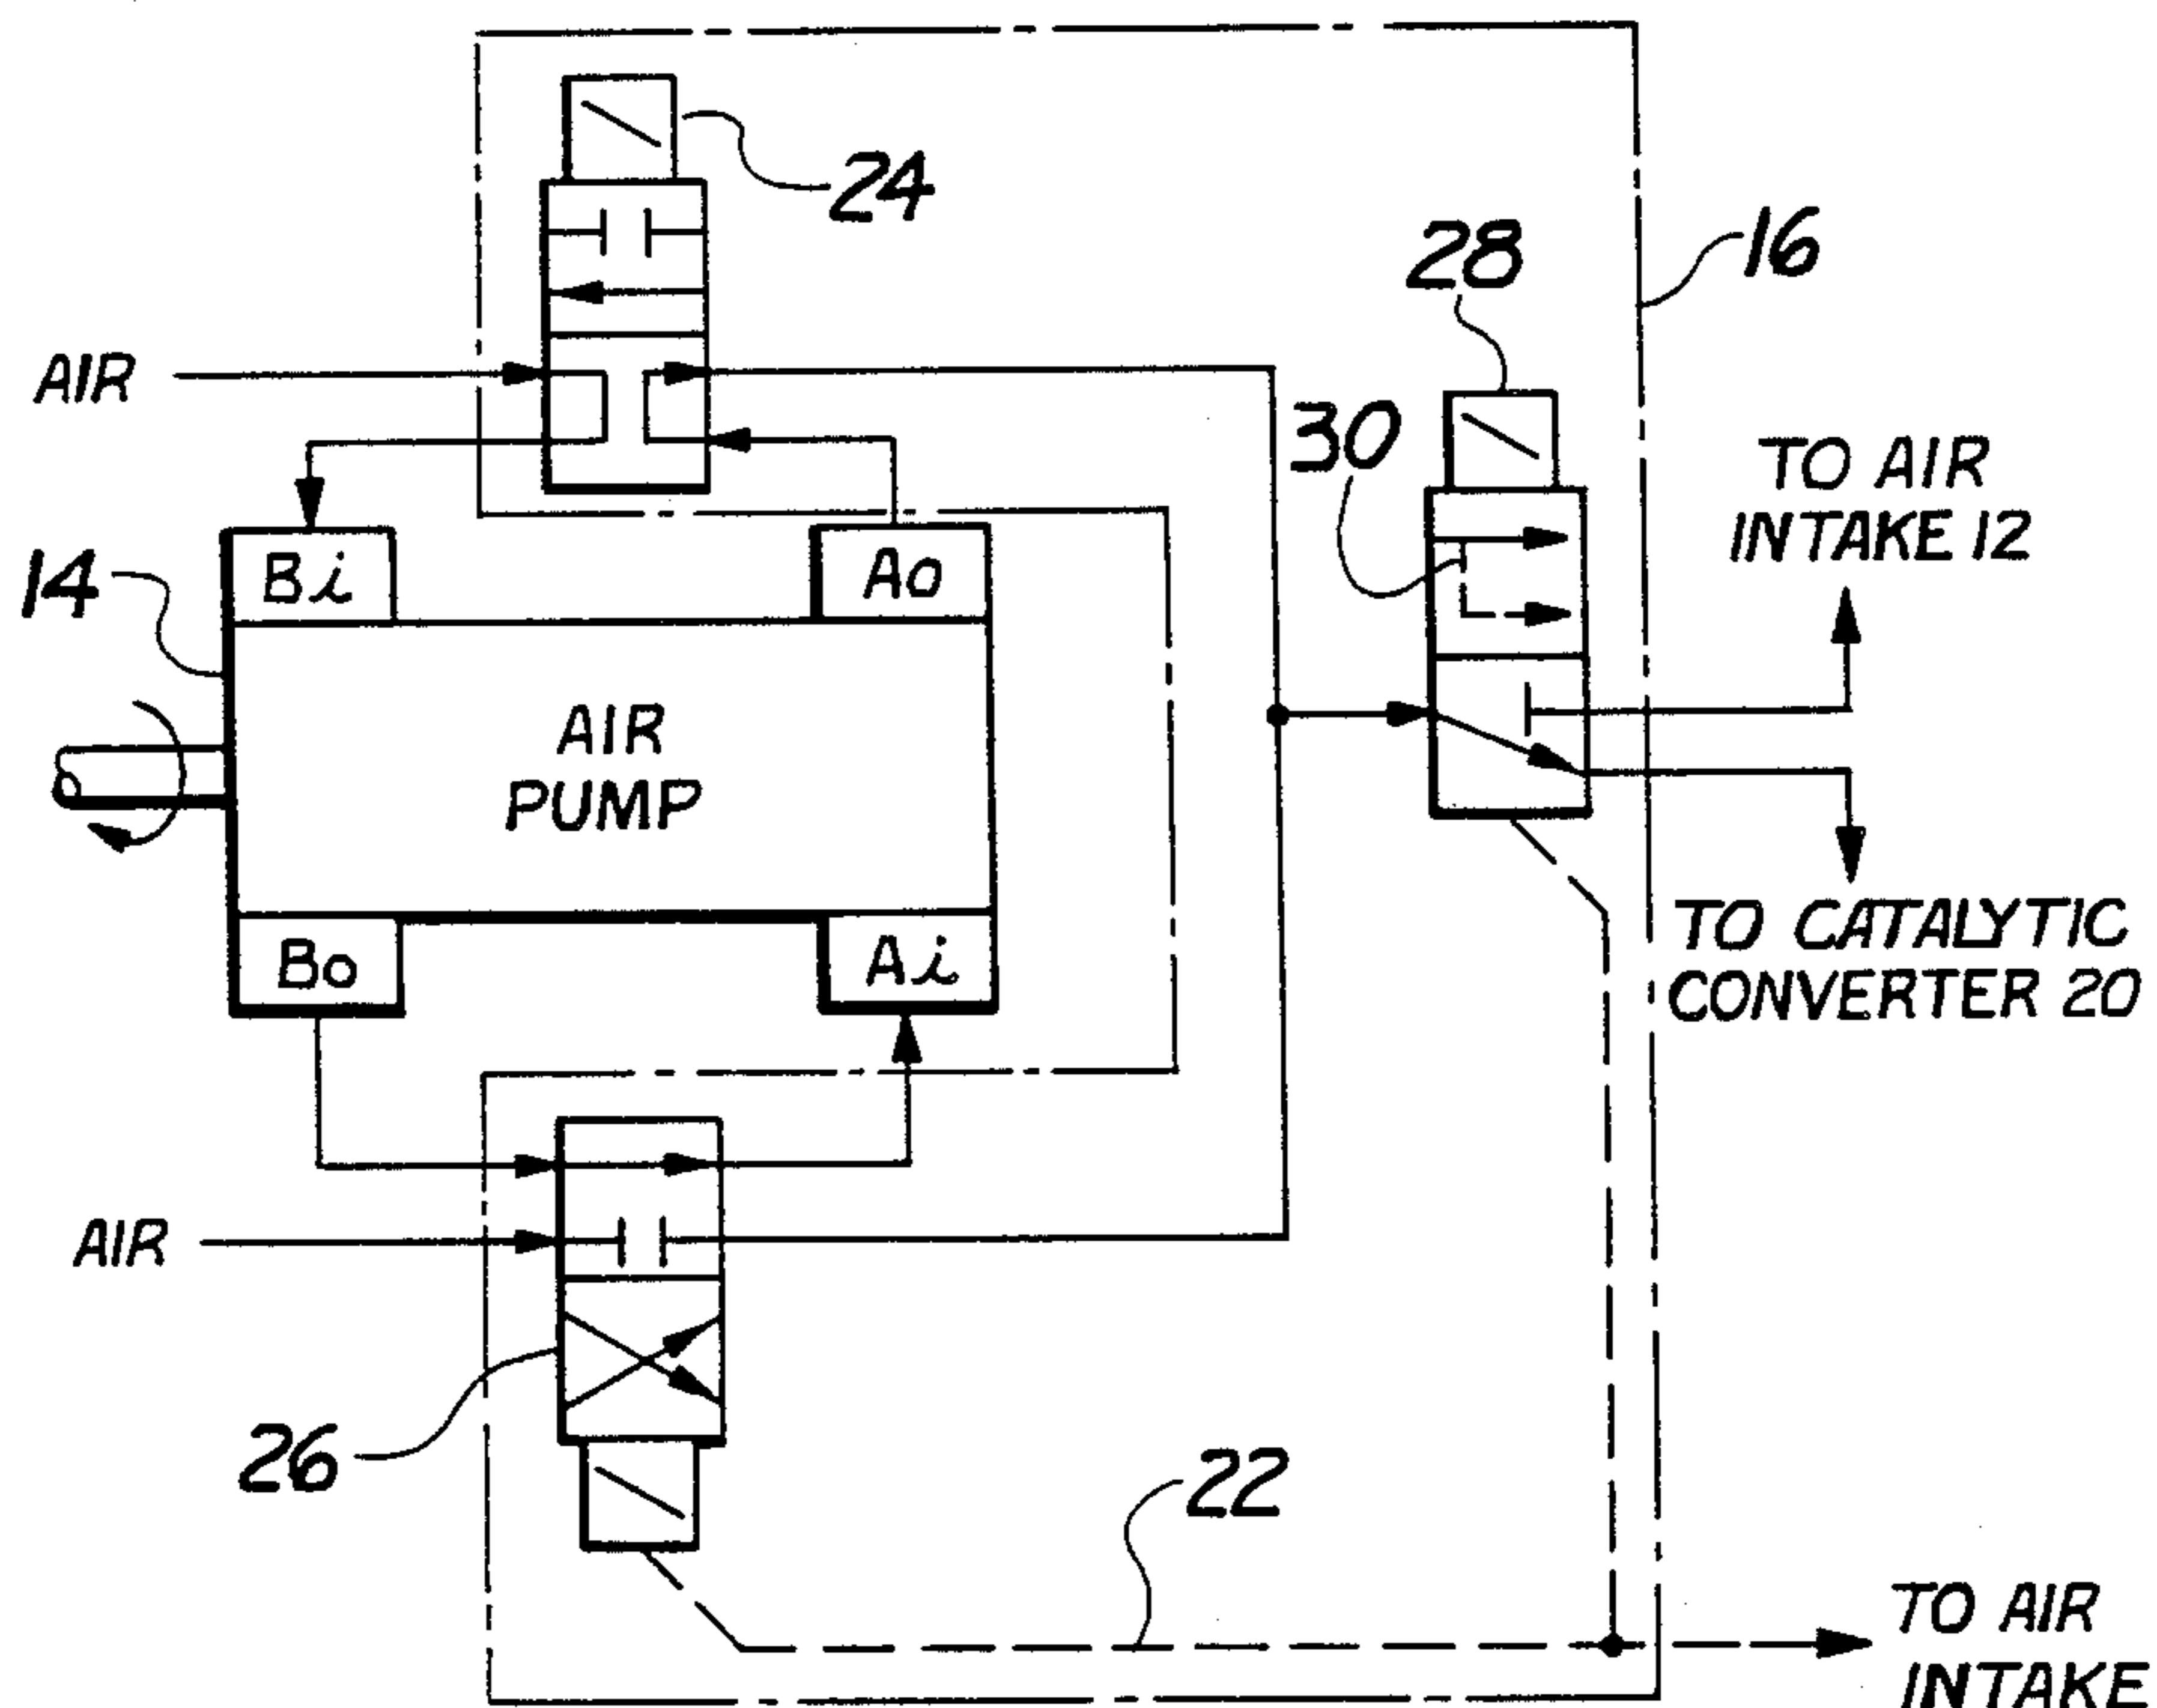 24
28
16
AIR
30
TO AIR
INTAKE 12
14
Bi
Ao
AIR
PUMP
TO CATALYTIC
CONVERTER 20
Bo
Ai
AIR
26
22
TO AIR
INTAKE